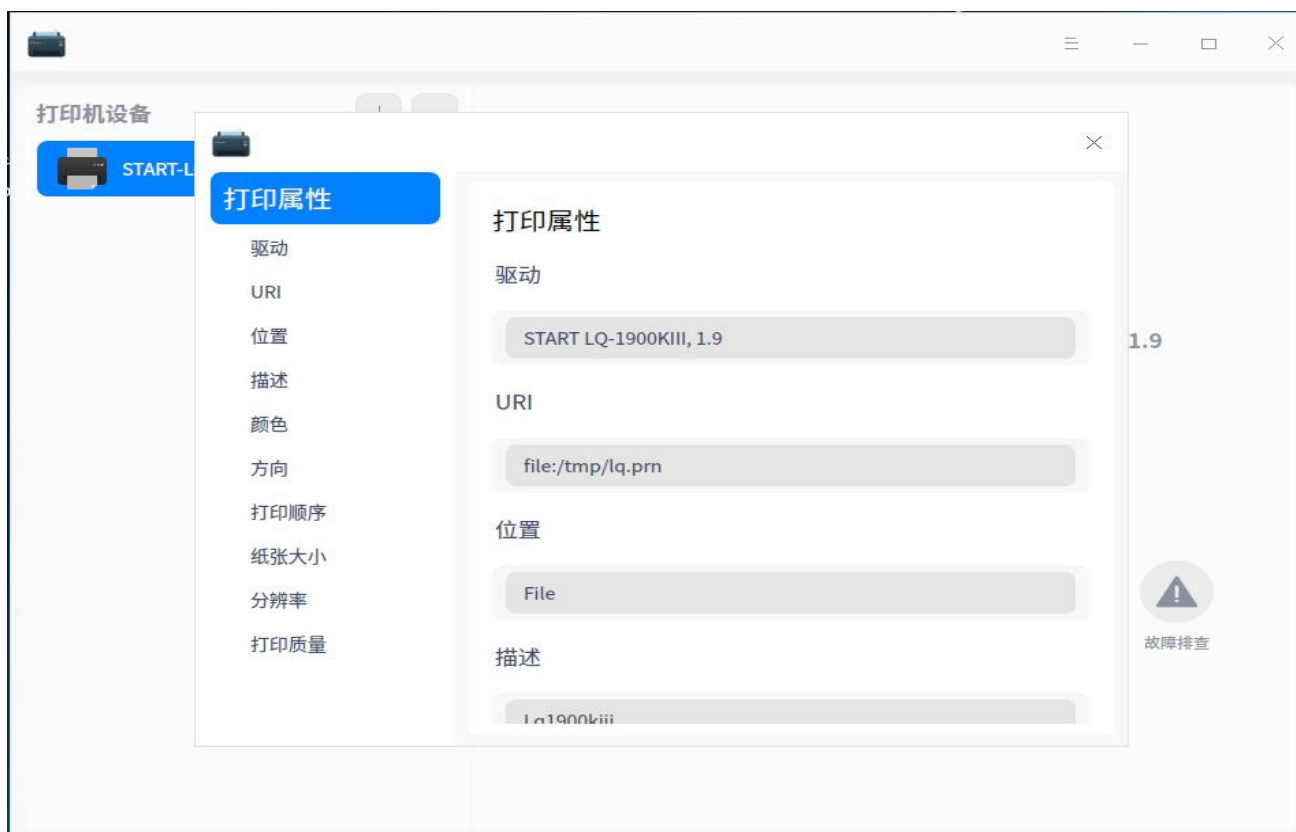 打印机设备
START-L
打印属性
驱动
URI
位置
描述
颜色
方向
打印顺序
纸张大小
分辨率
打印质量
打印属性
驱动
START LQ-1900KIII, 1.9
URI
file:/tmp/lq.prn
位置
File
描述
Lq1900kiii
1.9
故障排查